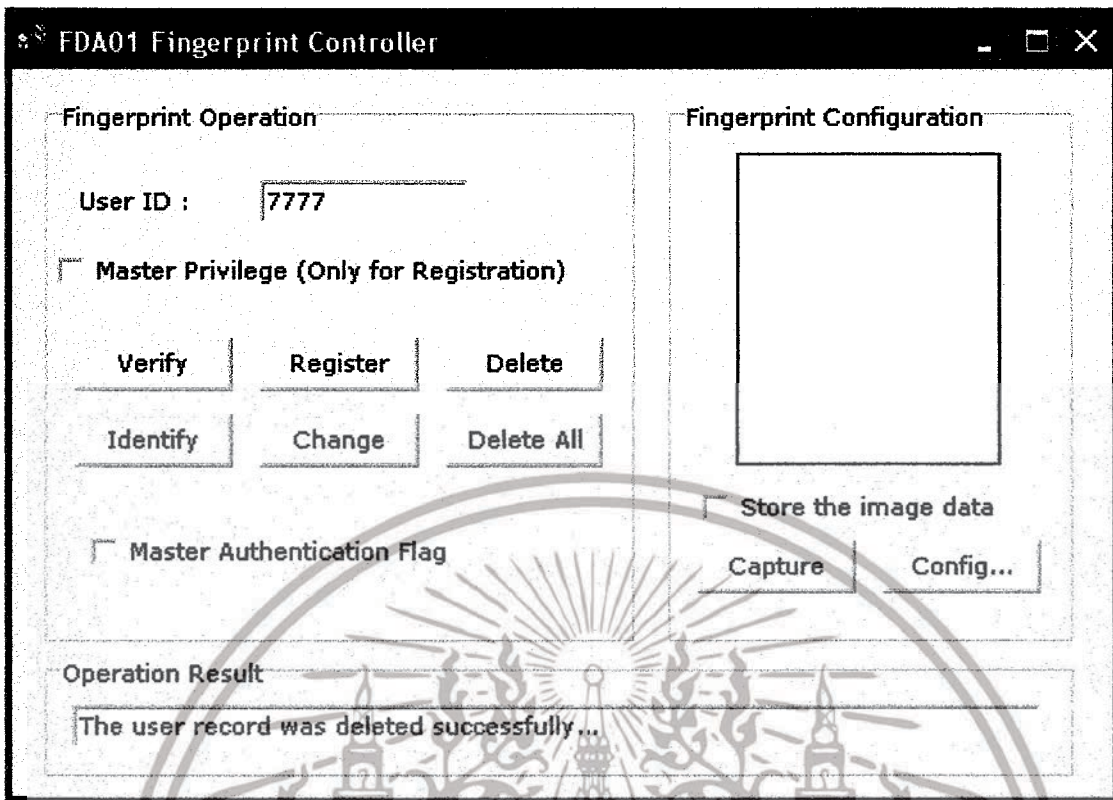 FDA01 Fingerprint Controller
Fingerprint Operation
User ID : 7777
Master Privilege (Only for Registration)
Verify Register Delete
Identify Change Delete All
Master Authentication Flag
Fingerprint Configuration
Store the image data
Capture Config...
Operation Result
The user record was deleted successfully...